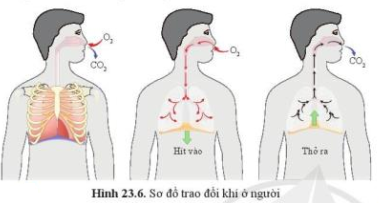 O₂
CO₂
O₂
CO₂
Hít vào
Thở ra
Hình 23.6. Sơ đồ trao đổi khí ở người